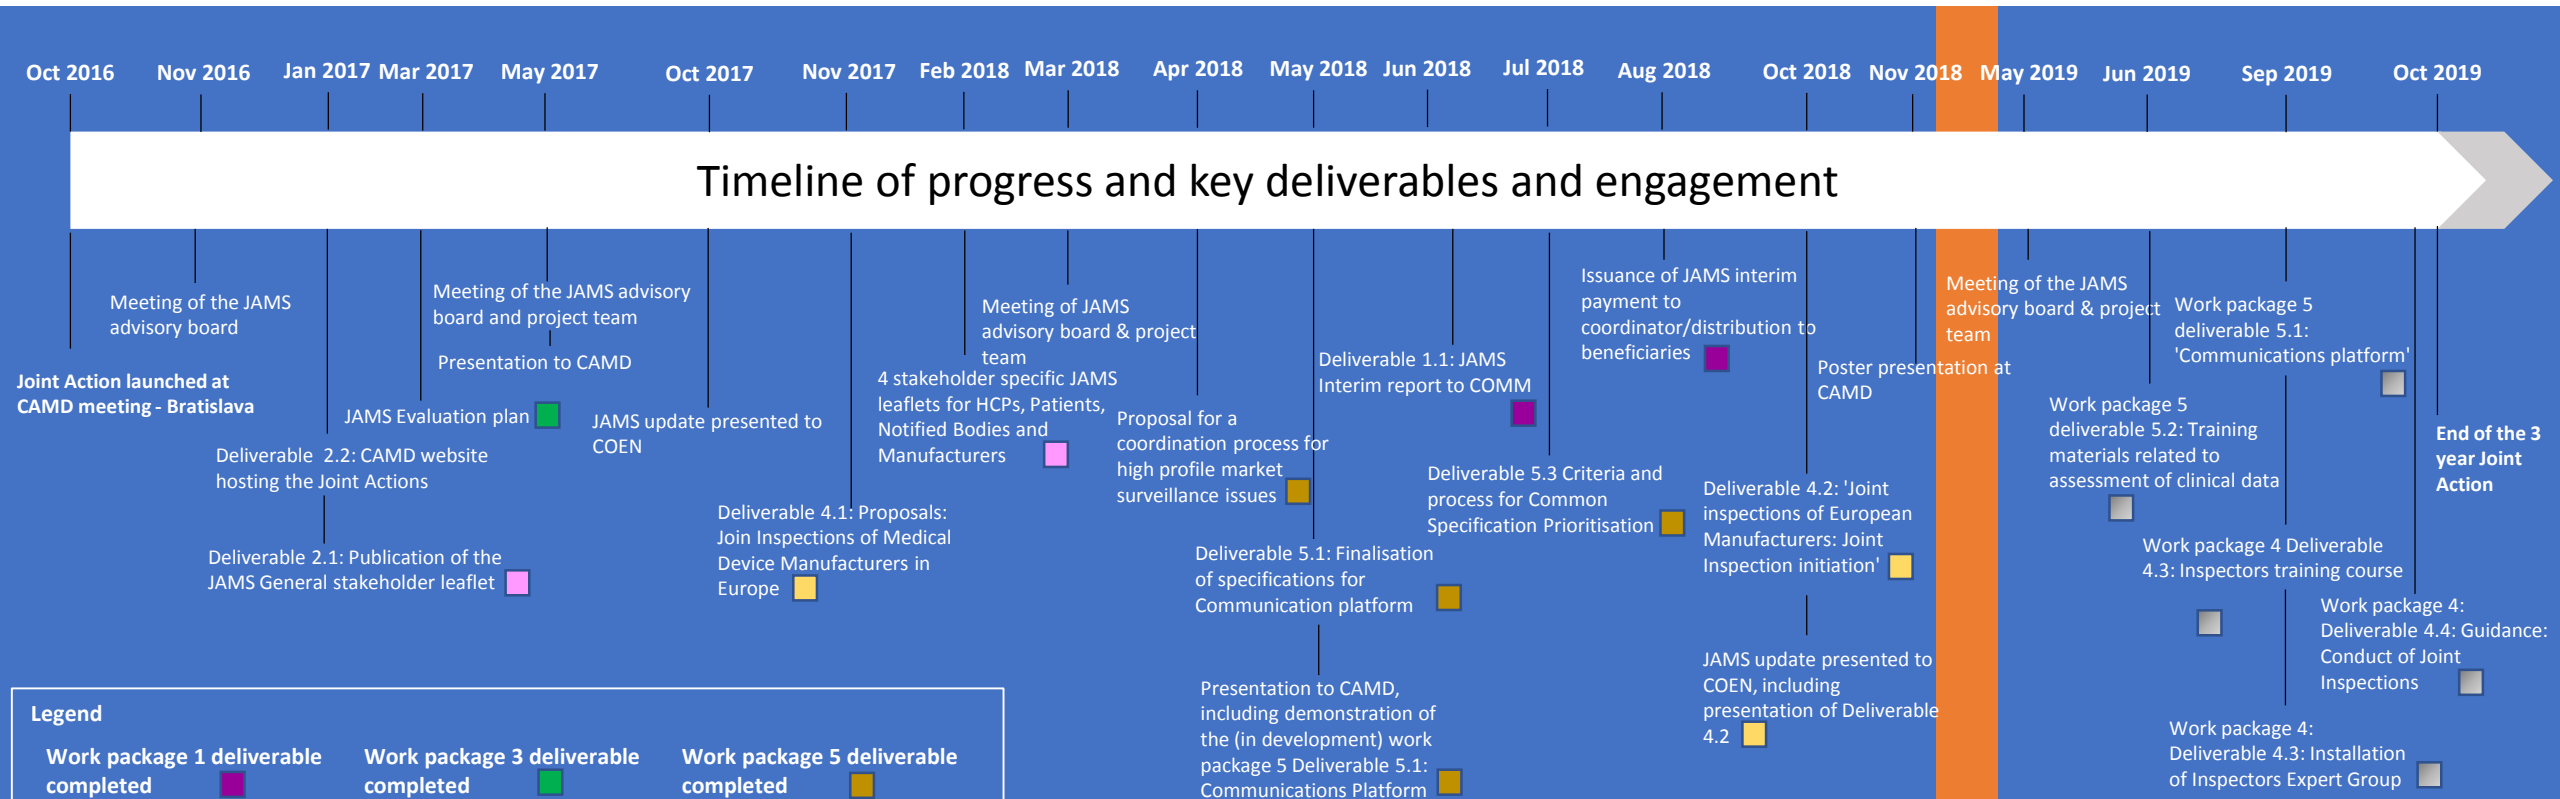 Oct 2016
Nov 2016
Jan 2017
Mar 2017
May 2017
Oct 2017
Nov 2017
Feb 2018
Mar 2018
Apr 2018
May 2018
Jun 2018
Jul 2018
Aug 2018
Oct 2018
Nov 2018
May 2019
Jun 2019
Sep 2019
Oct 2019
Timeline of progress and key deliverables and engagement
Joint Action launched at
CAMD meeting - Bratislava
Meeting of the JAMS
advisory board
Deliverable 2.2: CAMD website
hosting the Joint Actions
Deliverable 2.1: Publication of the
JAMS General stakeholder leaflet
JAMS Evaluation plan
Meeting of the JAMS advisory
board and project team
Presentation to CAMD
JAMS update presented to
COEN
Deliverable 4.1: Proposals:
Join Inspections of Medical
Device Manufacturers in
Europe
4 stakeholder specific JAMS
leaflets for HCPs, Patients,
Notified Bodies and
Manufacturers
Meeting of JAMS
advisory board & project
team
Proposal for a
coordination process for
high profile market
surveillance issues
Deliverable 5.1: Finalisation
of specifications for
Communication platform
Presentation to CAMD,
including demonstration of
the (in development) work
package 5 Deliverable 5.1:
Communications Platform
Deliverable 1.1: JAMS
Interim report to COMM
Deliverable 5.3 Criteria and
process for Common
Specification Prioritisation
Issuance of JAMS interim
payment to
coordinator/distribution to
beneficiaries
Deliverable 4.2: 'Joint
inspections of European
Manufacturers: Joint
Inspection initiation'
JAMS update presented to
COEN, including
presentation of Deliverable
4.2
Poster presentation at
CAMD
Meeting of the JAMS
advisory board & project
team
Work package 5
deliverable 5.2: Training
materials related to
assessment of clinical data
Work package 5
deliverable 5.1:
'Communications platform'
Work package 4 Deliverable
4.3: Inspectors training course
Work package 4:
Deliverable 4.3: Installation
of Inspectors Expert Group
Work package 4:
Deliverable 4.4: Guidance:
Conduct of Joint
Inspections
End of the 3
year Joint
Action
Legend
Work package 1 deliverable
completed
Work package 3 deliverable
completed
Work package 5 deliverable
completed